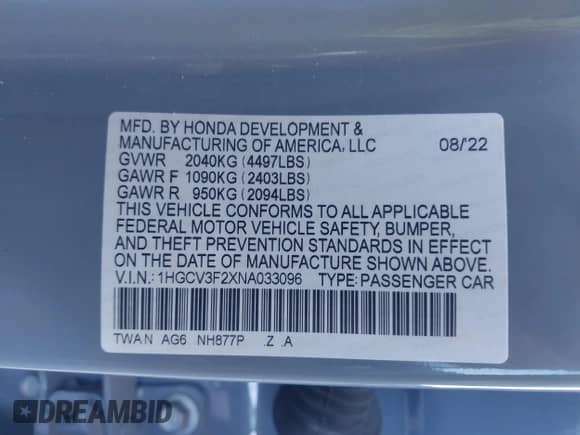 MFD. BY HONDA DEVELOPMENT &
MANUFACTURING OF AMERICA, LLC 08/'22
GVWR 2040KG (4497LBS)
GAWR F 1090KG (2403LBS)
GAWR R 950KG (2094LBS)
THIS VEHICLE CONFORMS TO ALL APPLICABLE
FEDERAL MOTOR VEHICLE SAFETY, BUMPER,
AND THEFT PREVENTION STANDARDS IN EFFECT
ON THE DATE OF MANUFACTURE SHOWN ABOVE.
V.I.N.: 1HGCV3F2XNA033096 TYPE: PASSENGER CAR
TWA N AG6 NH877P .Z .A
DREAMBID